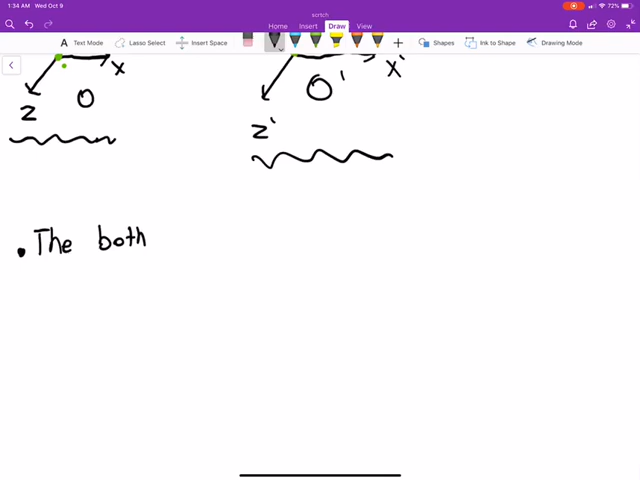 1:34 AM Wed Oct 9
72%
scrtch
Home Insert Draw View
Text Mode Lasso Select Insert Space Shapes Ink to Shape Drawing Mode
x x'
z O O'
z'
• The both